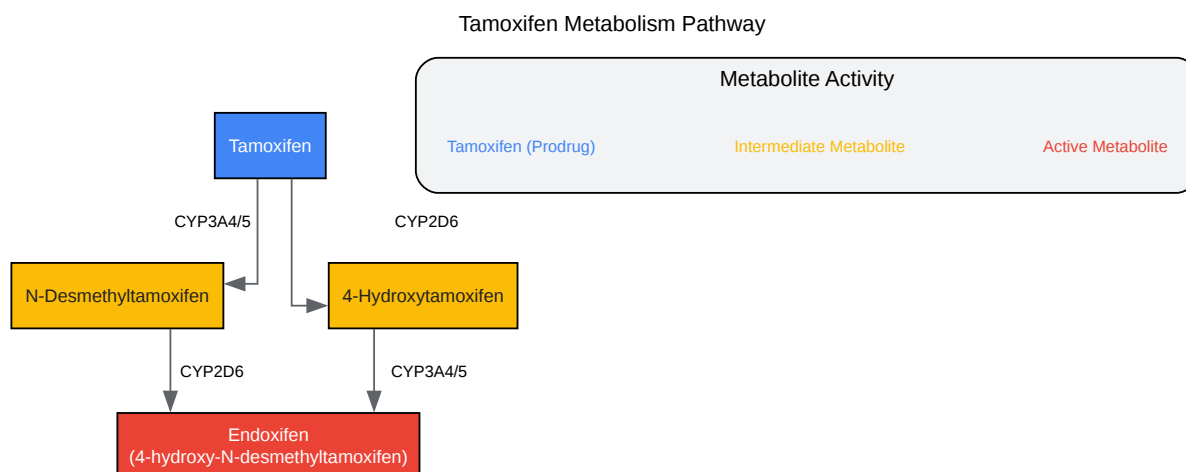 Tamoxifen Metabolism Pathway
Metabolite Activity
Tamoxifen (Prodrug)
Intermediate Metabolite
Active Metabolite
Tamoxifen
CYP3A4/5
CYP2D6
N-Desmethyltamoxifen
4-Hydroxytamoxifen
CYP2D6
CYP3A4/5
Endoxifen
(4-hydroxy-N-desmethyltamoxifen)